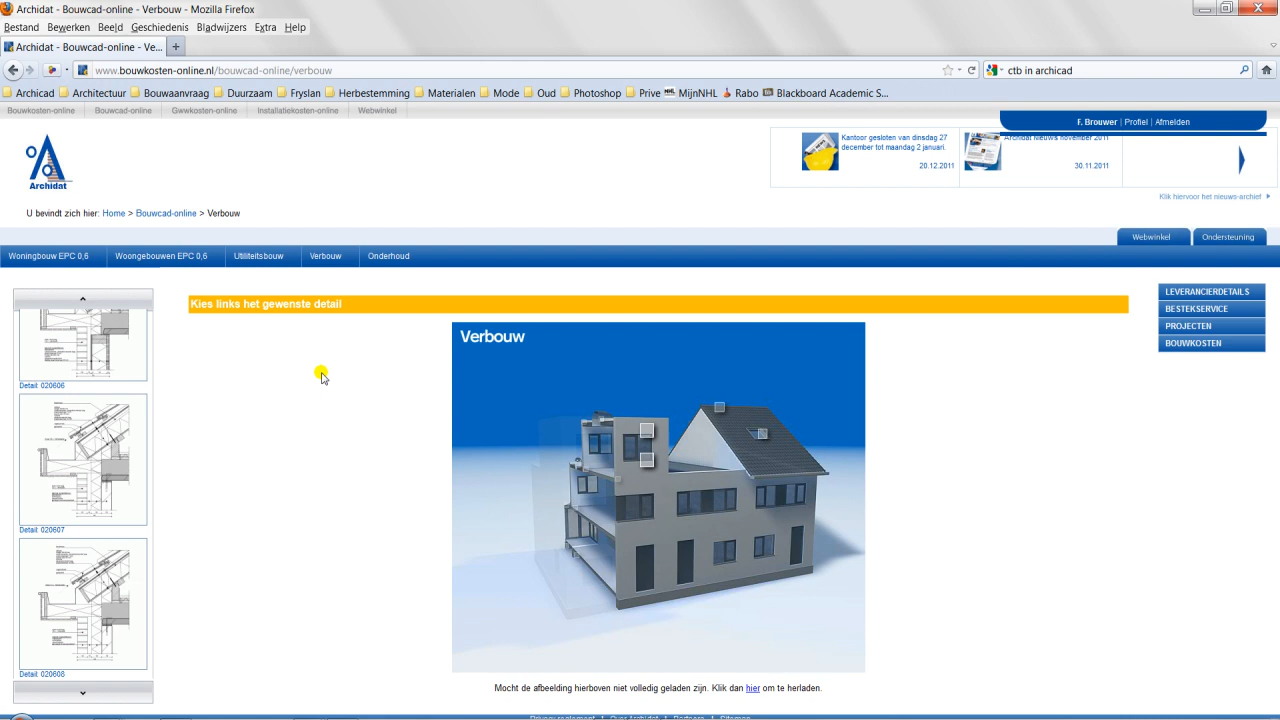 Archidat - Bouwcad-online - Verbouw - Mozilla Firefox
Bestand Bewerken Beeld Geschiedenis Bladwijzers Extra Help
Archidat - Bouwcad-online - Ve... +
www.bouwkosten-online.nl/bouwcad-online/verbouw
ctb in archicad
Archicad Architectuur Bouwaanvraag Duurzaam Fryslan Herbestemming Materialen Mode Oud Photoshop Prive MijnNHL Rabo Blackboard Academic S...
Bouwkosten-online Bouwcad-online Gwwkosten-online Installatiekosten-online Webwinkel
F. Brouwer | Profiel | Afmelden
Kantoor gesloten van dinsdag 27
december tot maandag 2 januari.
20.12.2011
Archidat Nieuws november 2011
30.11.2011
Archidat
Klik hiervoor het nieuws-archief
U bevindt zich hier: Home > Bouwcad-online > Verbouw
Webwinkel Ondersteuning
Woningbouw EPC 0,6 Woongebouwen EPC 0,6 Utiliteitsbouw Verbouw Onderhoud
Kies links het gewenste detail
LEVERANCIERDETAILS
BESTEKSERVICE
PROJECTEN
BOUWKOSTEN
Verbouw
Detail: 020606
Detail: 020607
Detail: 020608
Mocht de afbeelding hierboven niet volledig geladen zijn. Klik dan hier om te herladen.
Privacyreglement | Over Archidat | Partners | Sitemap